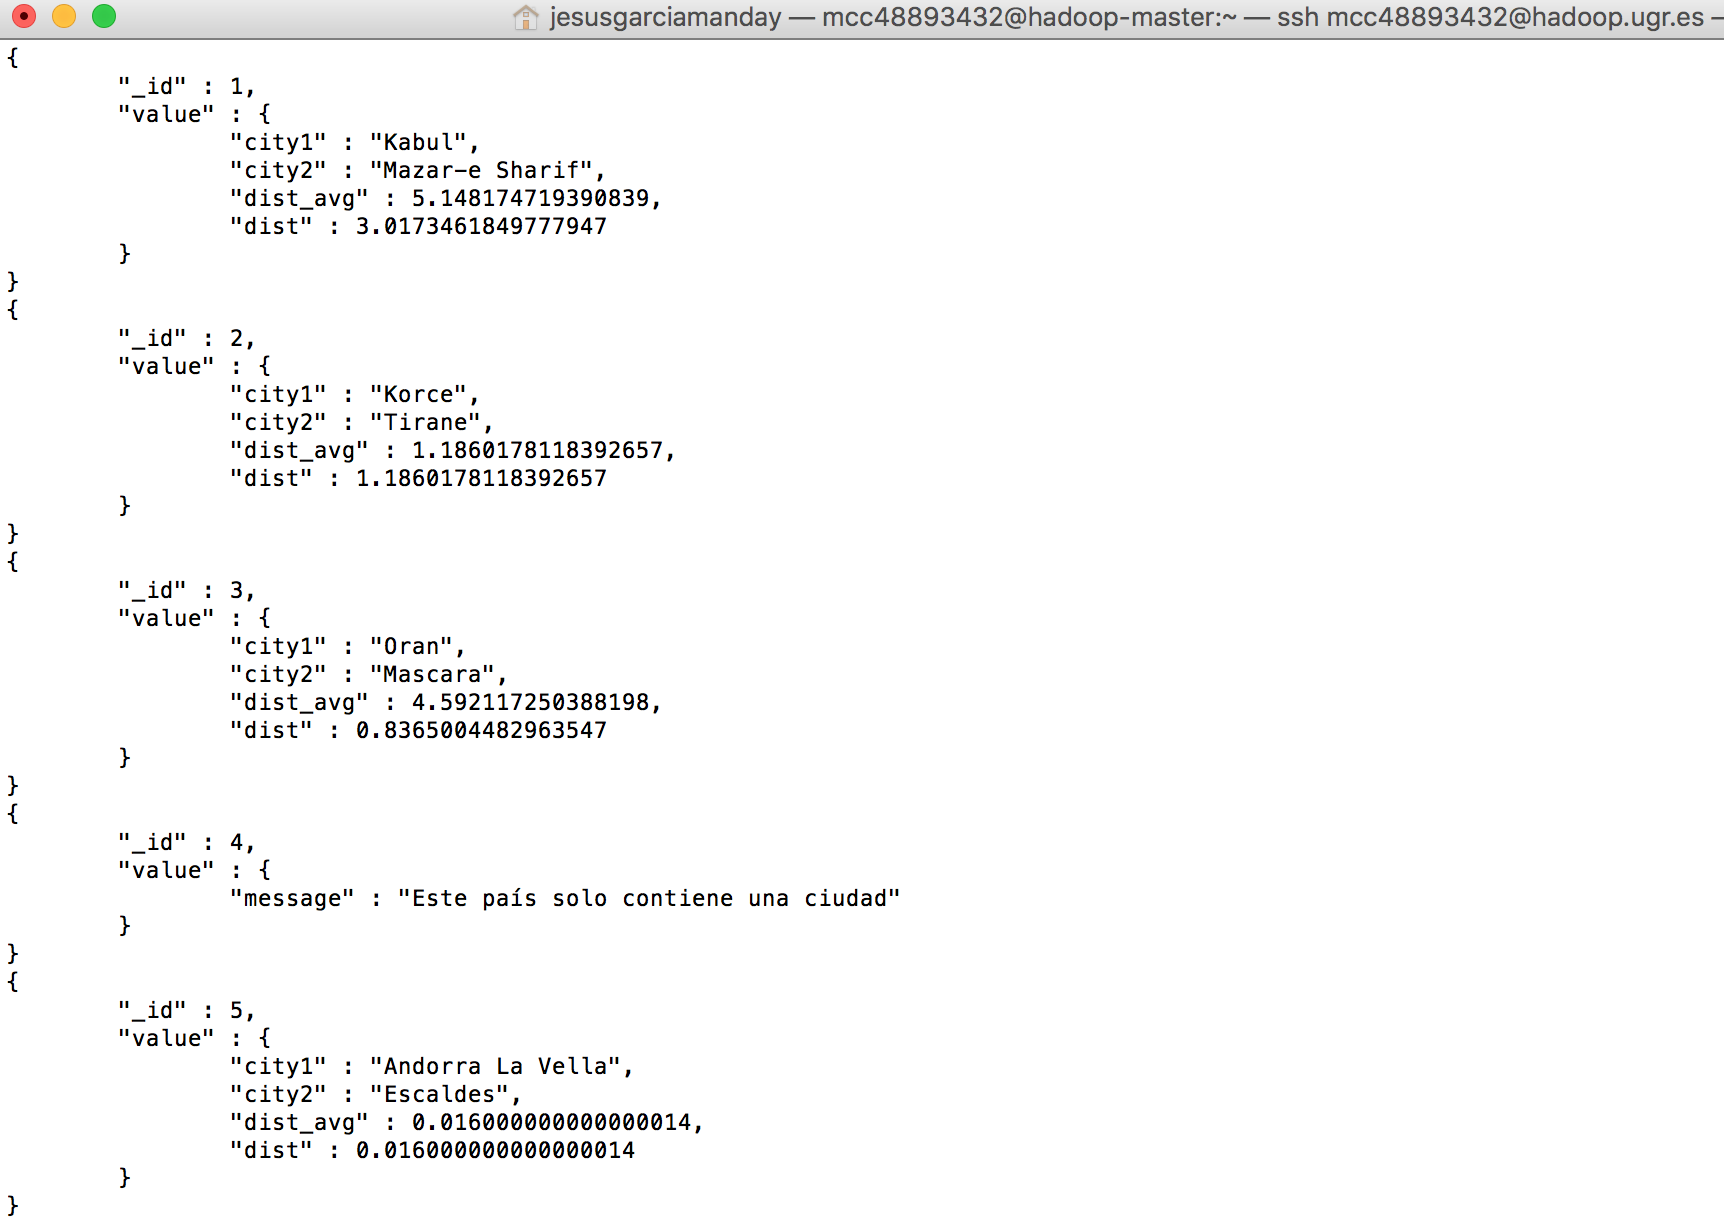 jesusgarciamanday — mcc48893432@hadoop-master:~ — ssh mcc48893432@hadoop.ugr.es —
{
"_id" : 1,
"value" : {
"city1" : "Kabul",
"city2" : "Mazar-e Sharif",
"dist_avg" : 5.148174719390839,
"dist" : 3.0173461849777947
}
}
{
"_id" : 2,
"value" : {
"city1" : "Korce",
"city2" : "Tirane",
"dist_avg" : 1.1860178118392657,
"dist" : 1.1860178118392657
}
}
{
"_id" : 3,
"value" : {
"city1" : "Oran",
"city2" : "Mascara",
"dist_avg" : 4.592117250388198,
"dist" : 0.8365004482963547
}
}
{
"_id" : 4,
"value" : {
"message" : "Este país solo contiene una ciudad"
}
}
{
"_id" : 5,
"value" : {
"city1" : "Andorra La Vella",
"city2" : "Escaldes",
"dist_avg" : 0.016000000000000014,
"dist" : 0.016000000000000014
}
}